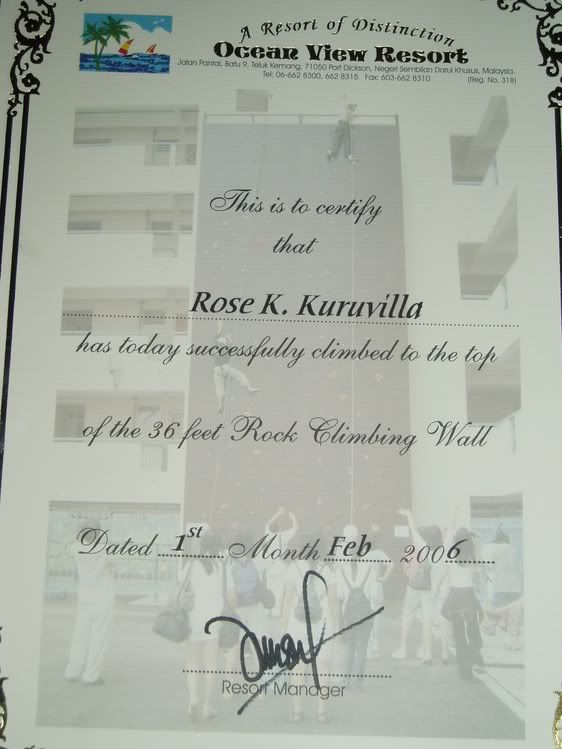 A Resort of Distinction
Ocean View Resort
Jalan Pantai, Batu 9, Teluk Kemang, 71050 Port Dickson, Negeri Sembilan Darul Khusus, Malaysia.
Tel: 06-662 8300, 662 8315 Fax: 603-662 8310 (Reg. No. 318)
This is to certify
that
Rose K. Kuruvilla
has today successfully climbed to the top
of the 36 feet Rock Climbing Wall
Dated 1st Month Feb 2006
Resort Manager